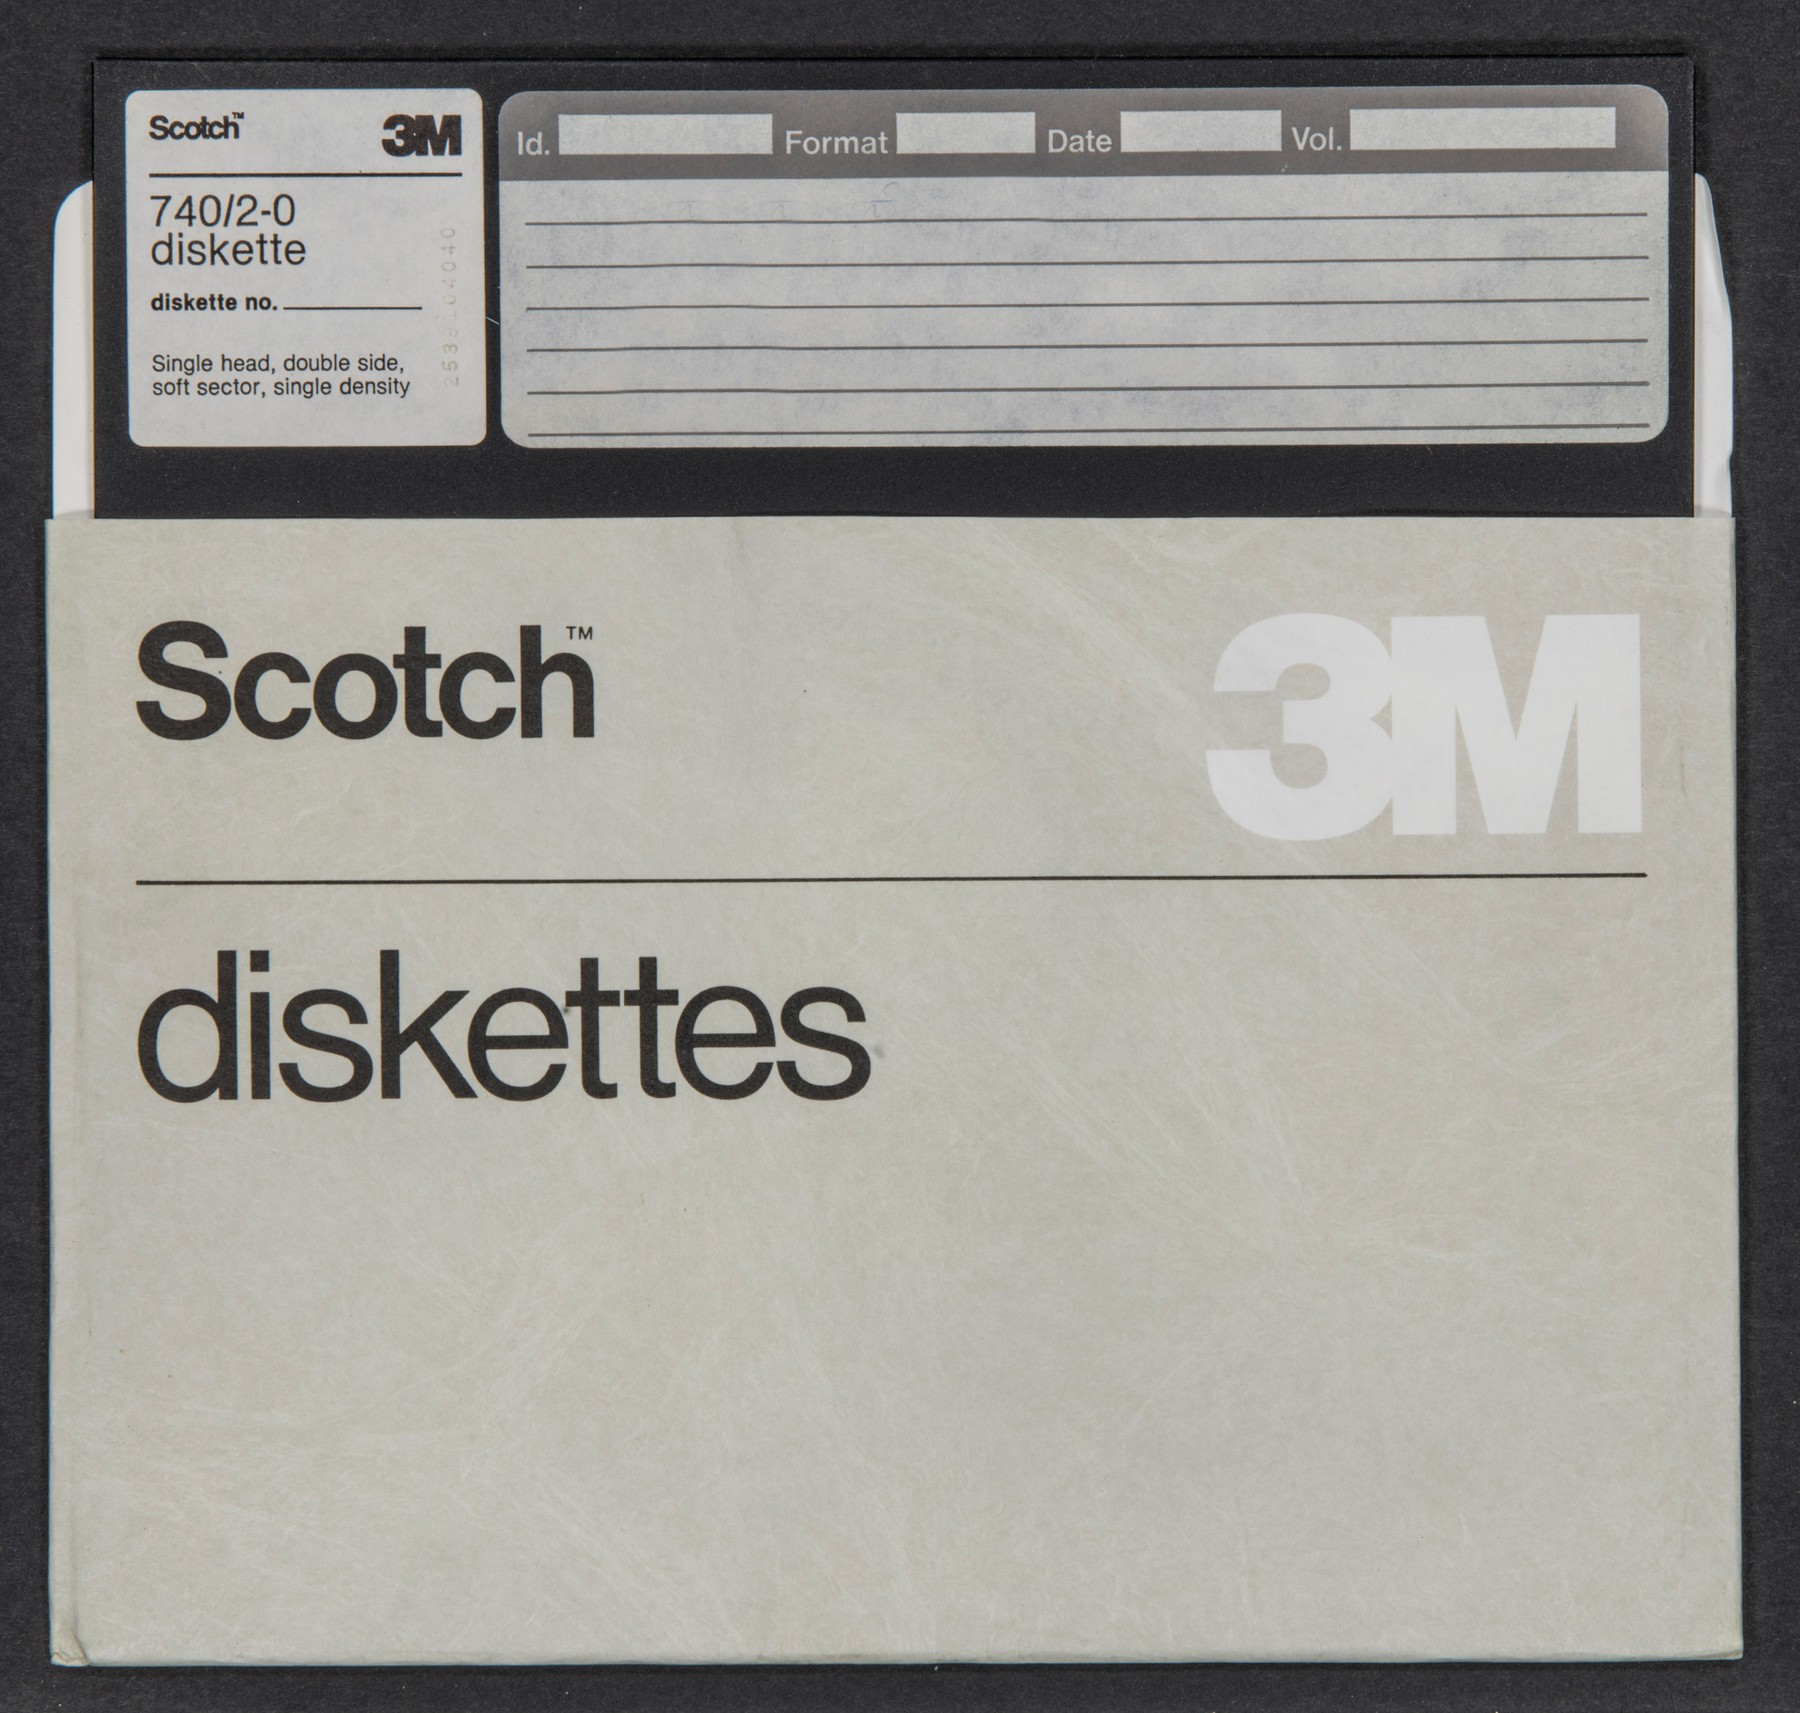 Scotch™ 3M
740/2-0
diskette
diskette no.
Single head, double side,
soft sector, single density
Id. Format Date Vol.
Scotch™ 3M
diskettes